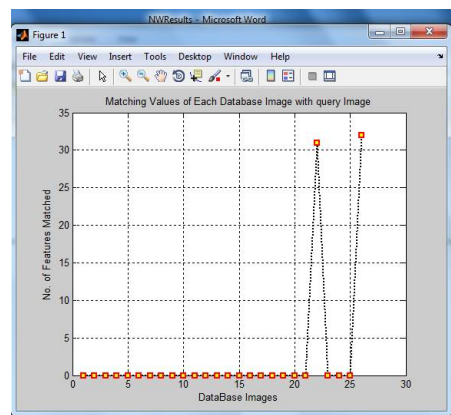 NWResults - Microsoft Word
Figure 1
File Edit View Insert Tools Desktop Window Help
Matching Values of Each Database Image with query Image
35
30
25
20
15
10
5
0
No. of Features Matched
0 5 10 15 20 25 30
DataBase Images